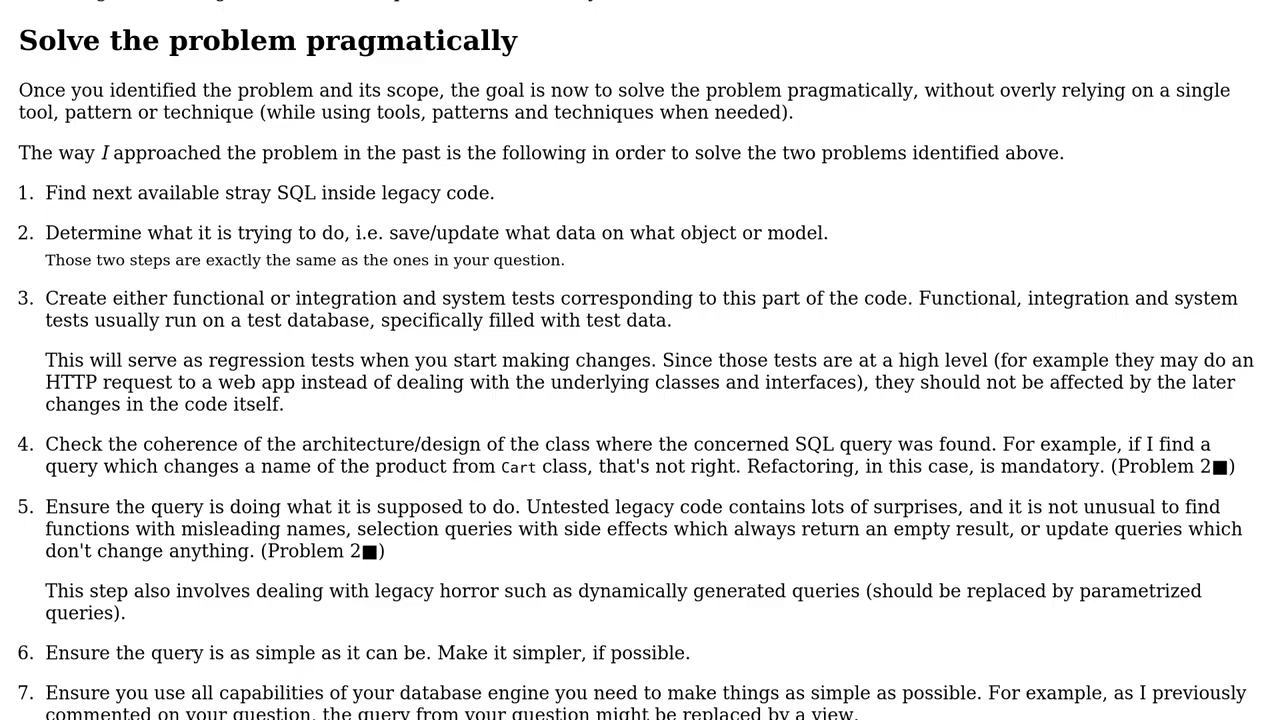 Solve the problem pragmatically
Once you identified the problem and its scope, the goal is now to solve the problem pragmatically, without overly relying on a single
tool, pattern or technique (while using tools, patterns and techniques when needed).
The way I approached the problem in the past is the following in order to solve the two problems identified above.
1. Find next available stray SQL inside legacy code.
2. Determine what it is trying to do, i.e. save/update what data on what object or model.
Those two steps are exactly the same as the ones in your question.
3. Create either functional or integration and system tests corresponding to this part of the code. Functional, integration and system
tests usually run on a test database, specifically filled with test data.
This will serve as regression tests when you start making changes. Since those tests are at a high level (for example they may do an
HTTP request to a web app instead of dealing with the underlying classes and interfaces), they should not be affected by the later
changes in the code itself.
4. Check the coherence of the architecture/design of the class where the concerned SQL query was found. For example, if I find a
query which changes a name of the product from Cart class, that's not right. Refactoring, in this case, is mandatory. (Problem 2■)
5. Ensure the query is doing what it is supposed to do. Untested legacy code contains lots of surprises, and it is not unusual to find
functions with misleading names, selection queries with side effects which always return an empty result, or update queries which
don't change anything. (Problem 2■)
This step also involves dealing with legacy horror such as dynamically generated queries (should be replaced by parametrized
queries).
6. Ensure the query is as simple as it can be. Make it simpler, if possible.
7. Ensure you use all capabilities of your database engine you need to make things as simple as possible. For example, as I previously
commented on your question, the query from your question might be replaced by a view.